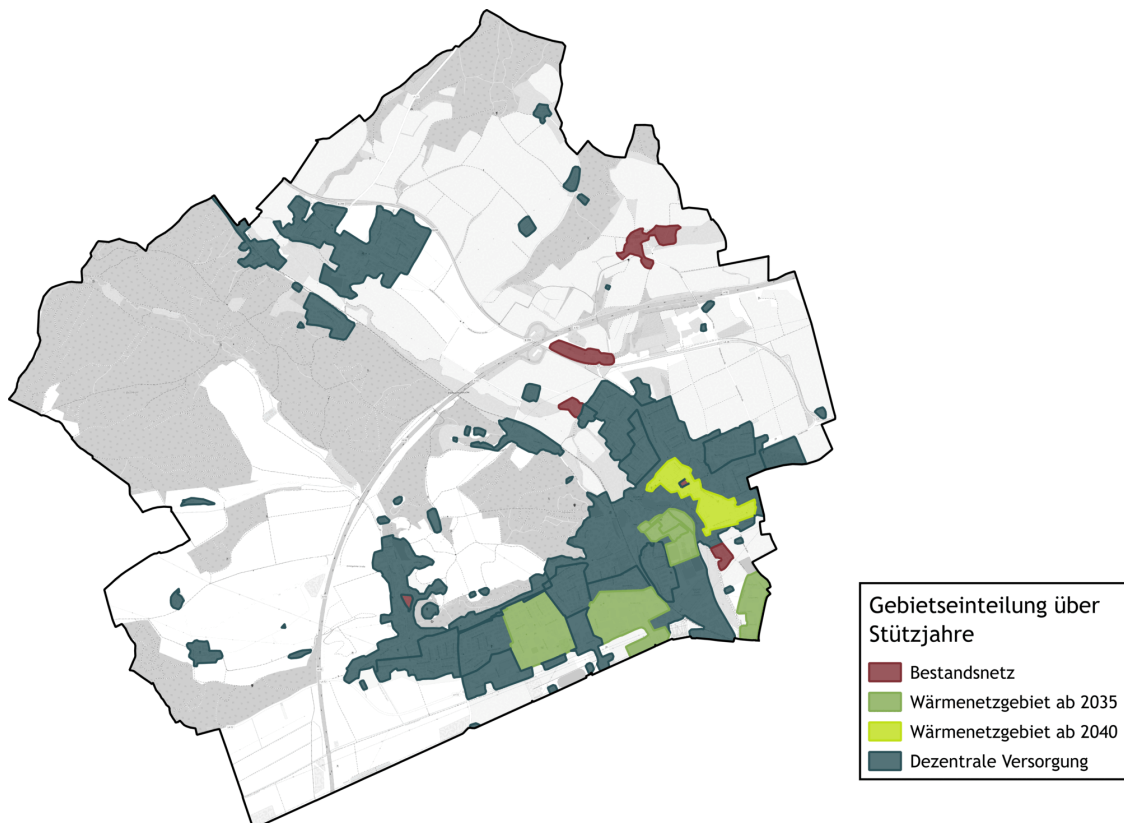 Gebietseinteilung über
Stützjahre
Bestandsnetz
Wärmenetzgebiet ab 2035
Wärmenetzgebiet ab 2040
Dezentrale Versorgung